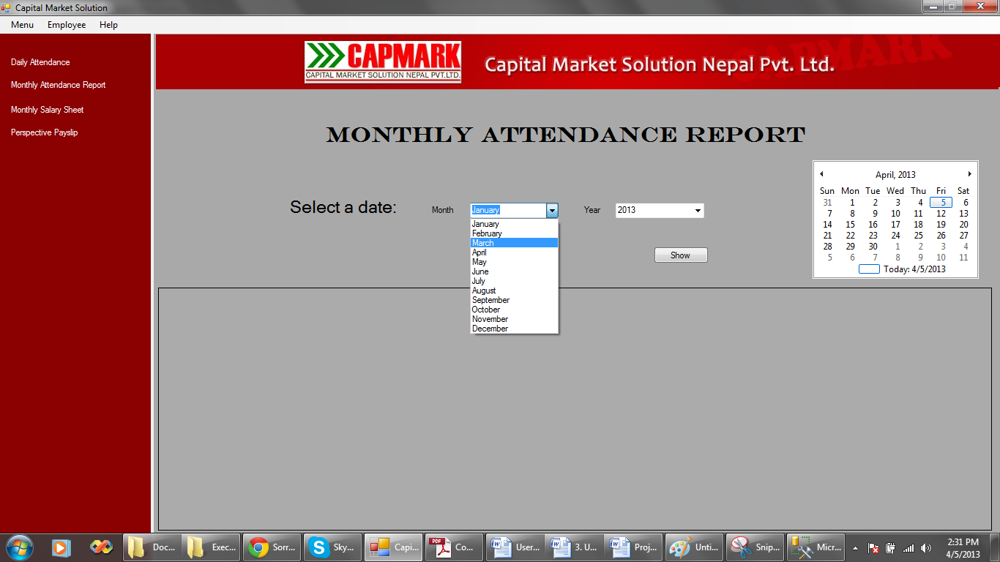 Capital Market Solution
Menu Employee Help
Daily Attendance
Monthly Attendance Report
Monthly Salary Sheet
Perspective Payslip
CAPMARK
CAPITAL MARKET SOLUTION NEPAL PVT.LTD.
Capital Market Solution Nepal Pvt. Ltd.
CAPMARK
MONTHLY ATTENDANCE REPORT
Select a date: Month January Year 2013
January
February
March
April
May
June
July
August
September
October
November
December
Show
April, 2013
Sun Mon Tue Wed Thu Fri Sat
31 1 2 3 4 5 6
7 8 9 10 11 12 13
14 15 16 17 18 19 20
21 22 23 24 25 26 27
28 29 30 1 2 3 4
5 6 7 8 9 10 11
Today: 4/5/2013
Doc... Exec... Sorr... Sky... Capi... PDF Co... User... 3. U... Proj... Unti... Snip... Micr...
2:31 PM
4/5/2013